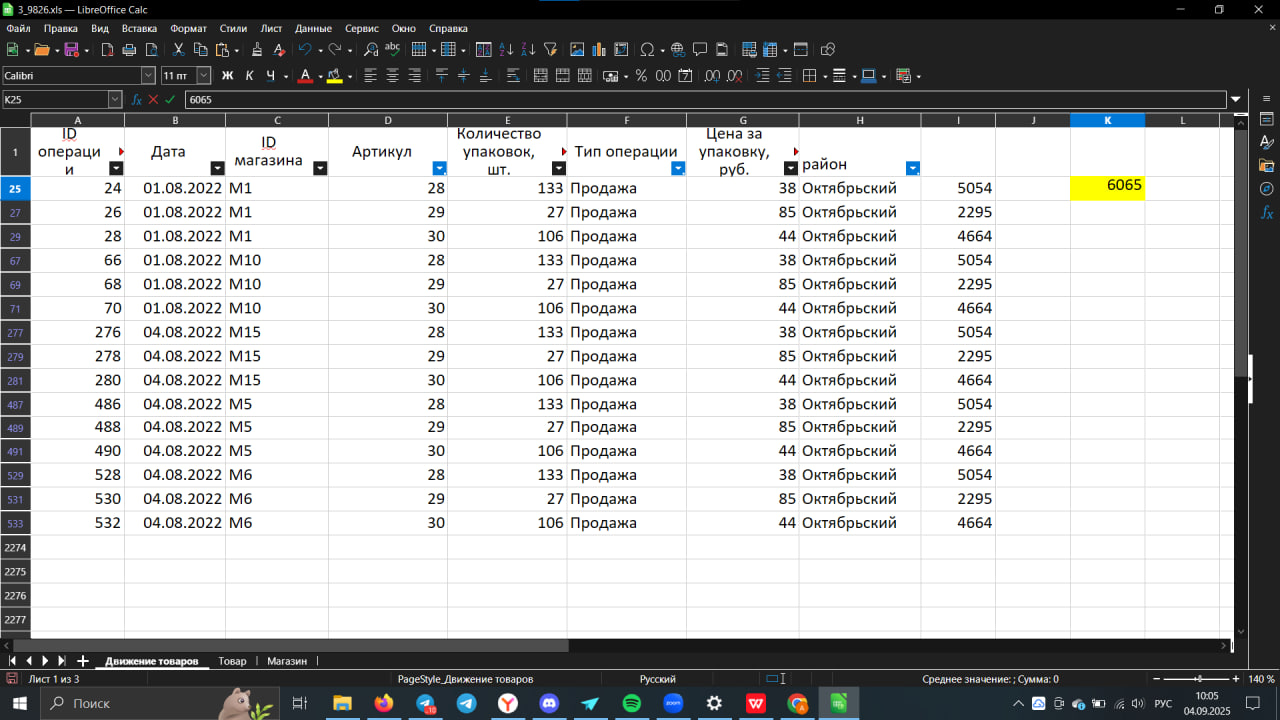 3_9826.xls — LibreOffice Calc
Файл Правка Вид Вставка Формат Стили Лист Данные Сервис Окно Справка
Calibri 11 пт Ж К Ч
K25 6065
A B C D E F G H I J K L
1 ID операции Дата ID магазина Артикул Количество упаковок, шт. Тип операции Цена за упаковку, руб. район
25 24 01.08.2022 M1 28 133 Продажа 38 Октябрьский 5054 6065
27 26 01.08.2022 M1 29 27 Продажа 85 Октябрьский 2295
29 28 01.08.2022 M1 30 106 Продажа 44 Октябрьский 4664
67 66 01.08.2022 M10 28 133 Продажа 38 Октябрьский 5054
69 68 01.08.2022 M10 29 27 Продажа 85 Октябрьский 2295
71 70 01.08.2022 M10 30 106 Продажа 44 Октябрьский 4664
277 276 04.08.2022 M15 28 133 Продажа 38 Октябрьский 5054
279 278 04.08.2022 M15 29 27 Продажа 85 Октябрьский 2295
281 280 04.08.2022 M15 30 106 Продажа 44 Октябрьский 4664
487 486 04.08.2022 M5 28 133 Продажа 38 Октябрьский 5054
489 488 04.08.2022 M5 29 27 Продажа 85 Октябрьский 2295
491 490 04.08.2022 M5 30 106 Продажа 44 Октябрьский 4664
529 528 04.08.2022 M6 28 133 Продажа 38 Октябрьский 5054
531 530 04.08.2022 M6 29 27 Продажа 85 Октябрьский 2295
533 532 04.08.2022 M6 30 106 Продажа 44 Октябрьский 4664
2274
2275
2276
2277
Движение товаров Товар Магазин
Лист 1 из 3 PageStyle_Движение товаров Русский Среднее значение: ; Сумма: 0 140 %
Поиск РУС 10:05
04.09.2025